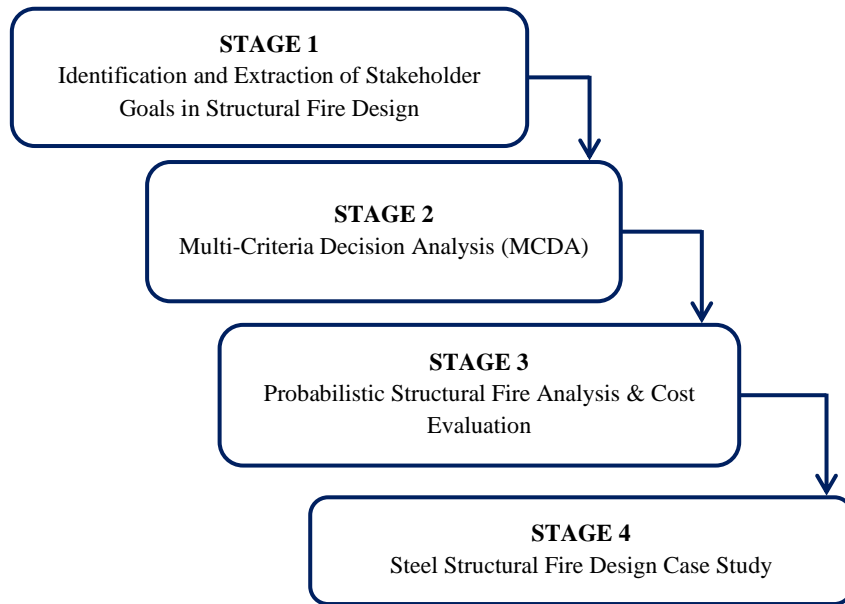 STAGE 1
Identification and Extraction of Stakeholder
Goals in Structural Fire Design
STAGE 2
Multi-Criteria Decision Analysis (MCDA)
STAGE 3
Probabilistic Structural Fire Analysis & Cost
Evaluation
STAGE 4
Steel Structural Fire Design Case Study